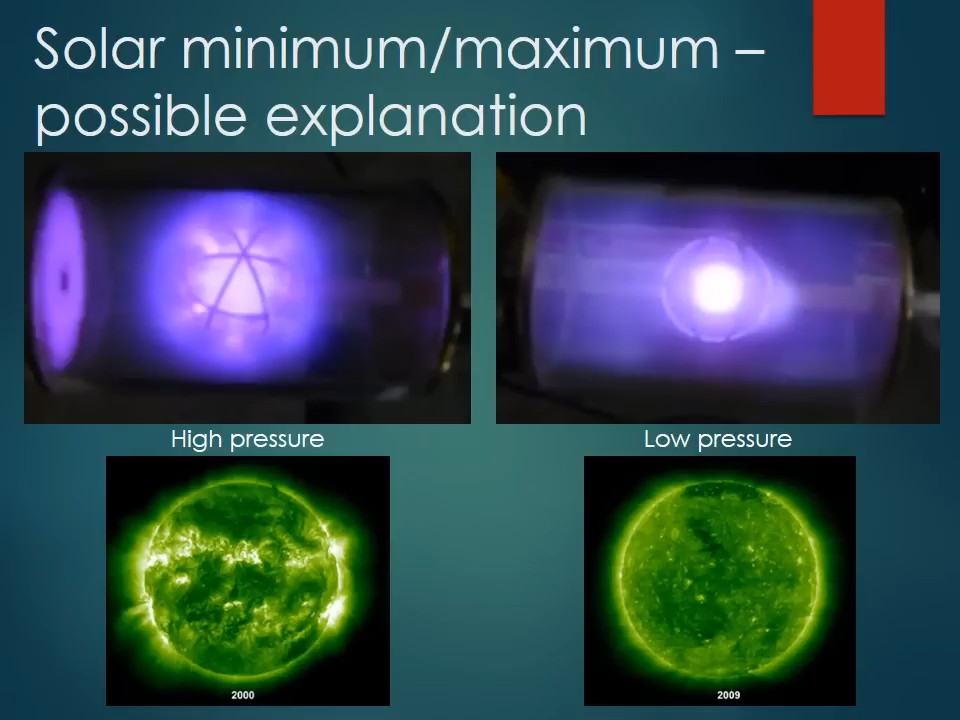 Solar minimum/maximum –
possible explanation
High pressure
Low pressure
2000
2009